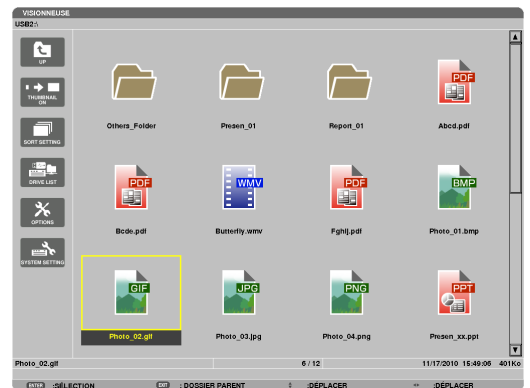 VISIONNEUSE
USB2:\
UP
THUMBNAIL
ON
SORT SETTING
DRIVE LIST
OPTIONS
SYSTEM SETTING
Others_Folder
Presen_01
Report_01
PDF
Abcd.pdf
PDF
Bcde.pdf
WMV
Butterfly.wmv
PDF
Fghij.pdf
BMP
Photo_01.bmp
GIF
Photo_02.gif
JPG
Photo_03.jpg
PNG
Photo_04.png
PPT
Presen_xx.ppt
Photo_02.gif 6 / 12 11/17/2010 15:49:06 401Ko
ENTER :SÉLECTION EXIT : DOSSIER PARENT :DÉPLACER :DÉPLACER